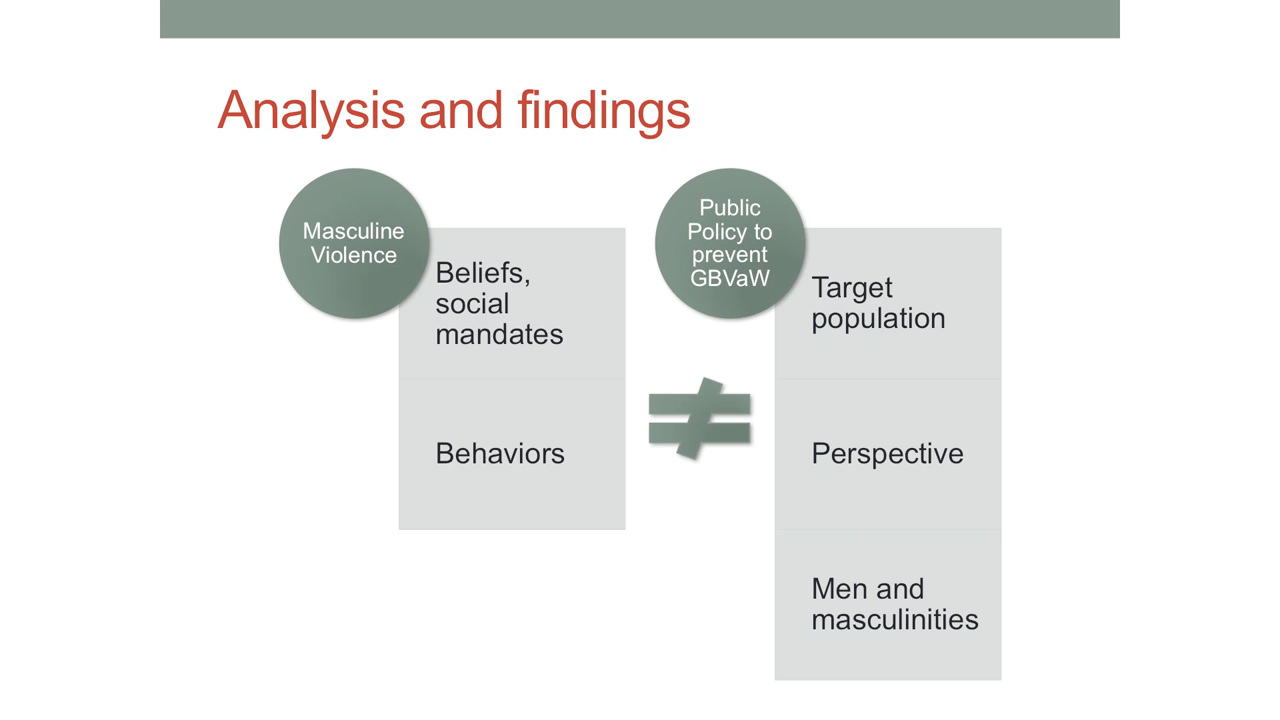 Analysis and findings
Masculine
Violence
Beliefs,
social
mandates
Behaviors
≠
Public
Policy to
prevent
GBVaW
Target
population
Perspective
Men and
masculinities